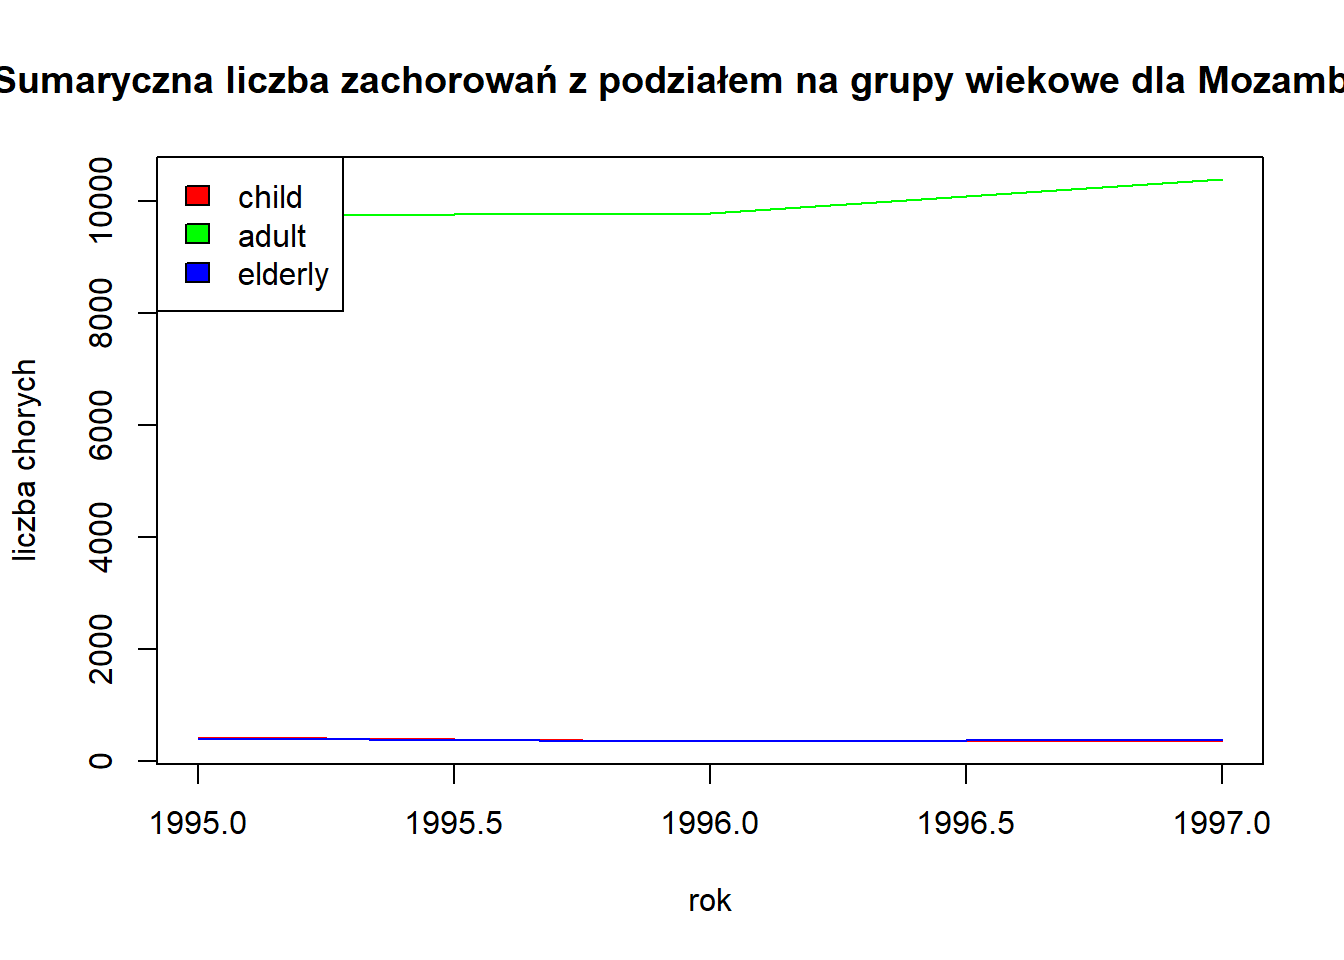 Sumaryczna liczba zachorowań z podziałem na grupy wiekowe dla Mozamb
child
adult
elderly
liczba chorych
10000
8000
6000
4000
2000
0
1995.0 1995.5 1996.0 1996.5 1997.0
rok